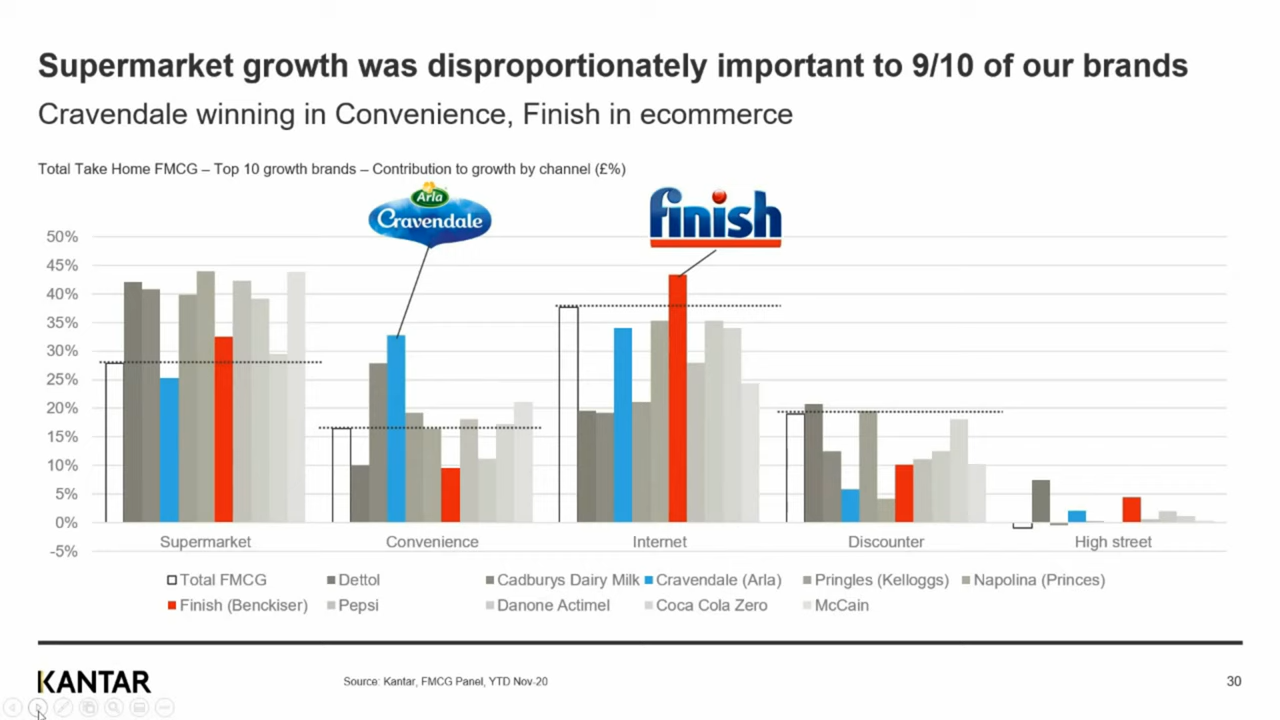 Supermarket growth was disproportionately important to 9/10 of our brands
Cravendale winning in Convenience, Finish in ecommerce
Total Take Home FMCG – Top 10 growth brands – Contribution to growth by channel (£%)
Arla
Cravendale
finish
50%
45%
40%
35%
30%
25%
20%
15%
10%
5%
0%
-5%
Supermarket Convenience Internet Discounter High street
Total FMCG Dettol Cadburys Dairy Milk Cravendale (Arla) Pringles (Kelloggs) Napolina (Princes)
Finish (Benckiser) Pepsi Danone Actimel Coca Cola Zero McCain
KANTAR Source: Kantar, FMCG Panel, YTD Nov-20 30